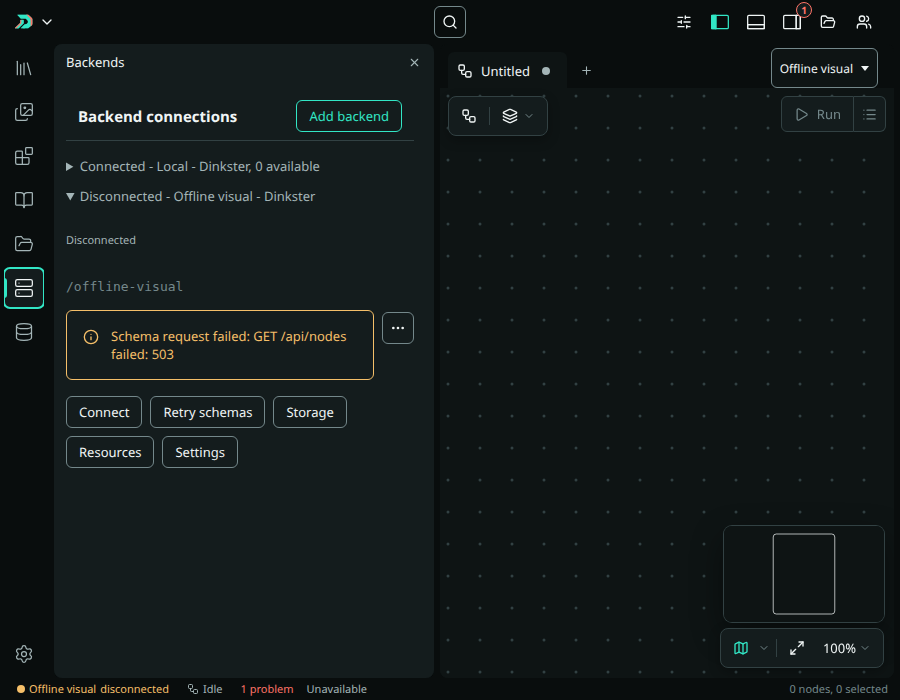 1
Backends
Untitled
Offline visual
Backend connections
Add backend
Run
Connected - Local - Dinkster, 0 available
Disconnected - Offline visual - Dinkster
Disconnected
/offline-visual
Schema request failed: GET /api/nodes
failed: 503
Connect
Retry schemas
Storage
Resources
Settings
100%
Offline visual disconnected
Idle
1 problem
Unavailable
0 nodes, 0 selected